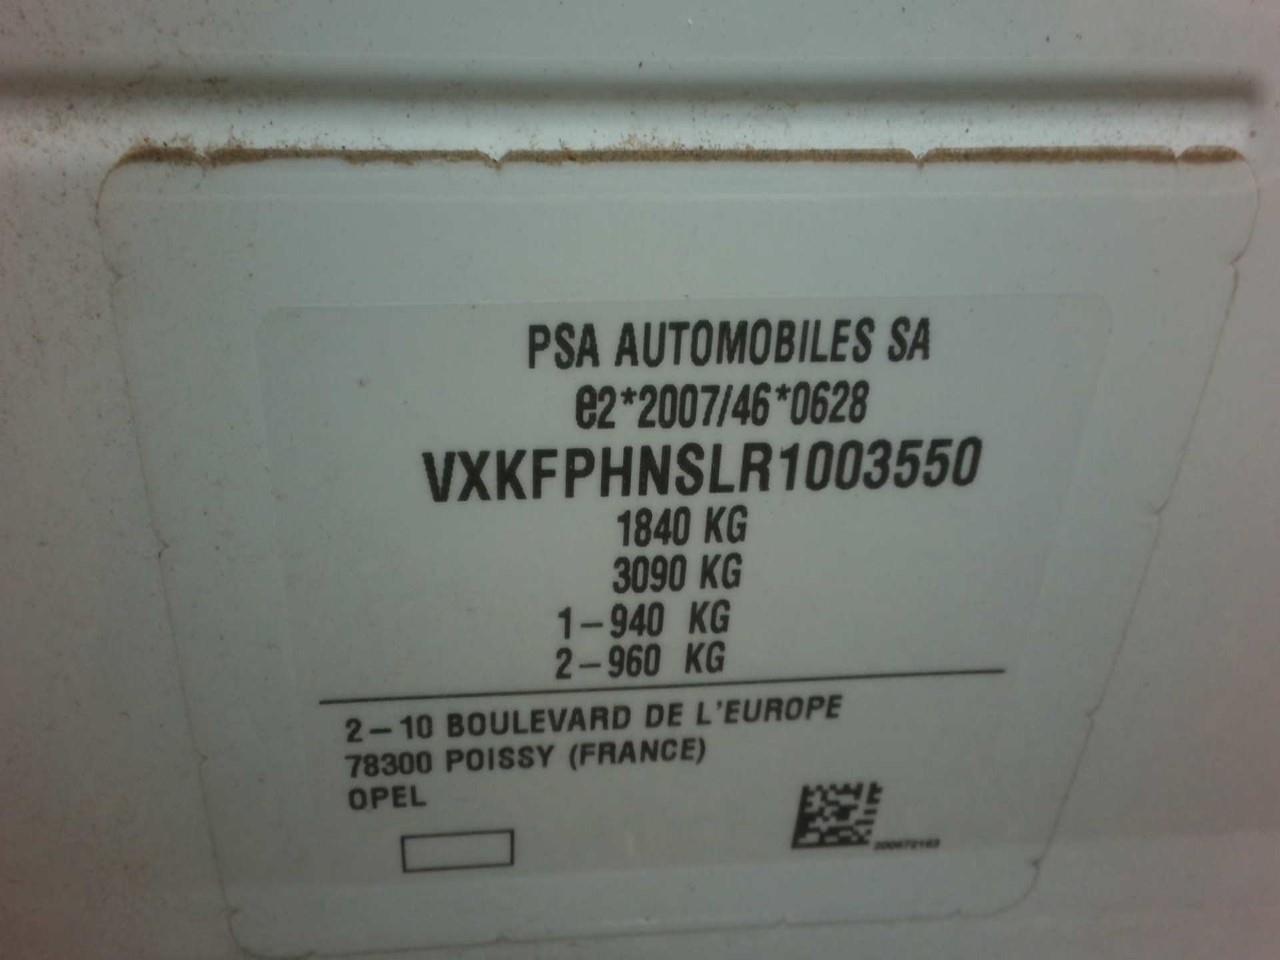 PSA AUTOMOBILES SA
e2*2007/46*0628
VXKFPHNSLR1003550
1840 KG
3090 KG
1-940 KG
2-960 KG
2-10 BOULEVARD DE L'EUROPE
78300 POISSY (FRANCE)
OPEL